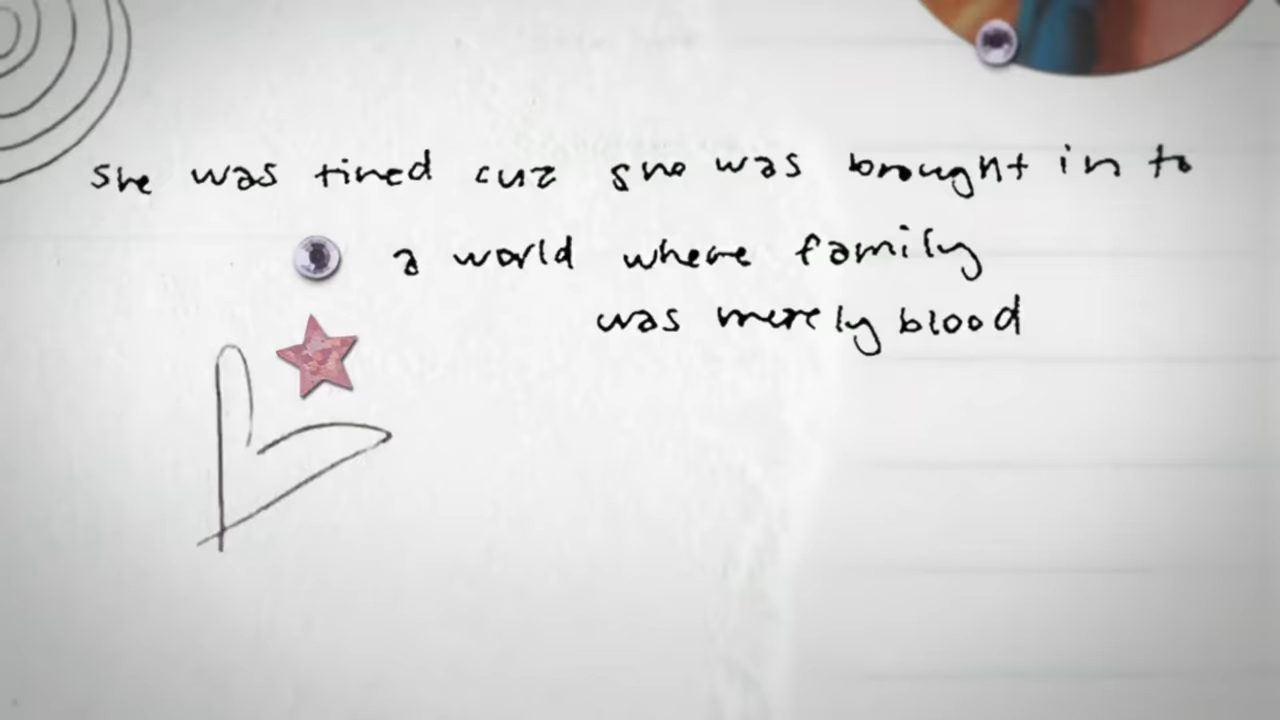 she was tired cuz she was brought in to
a world where family
was merely blood